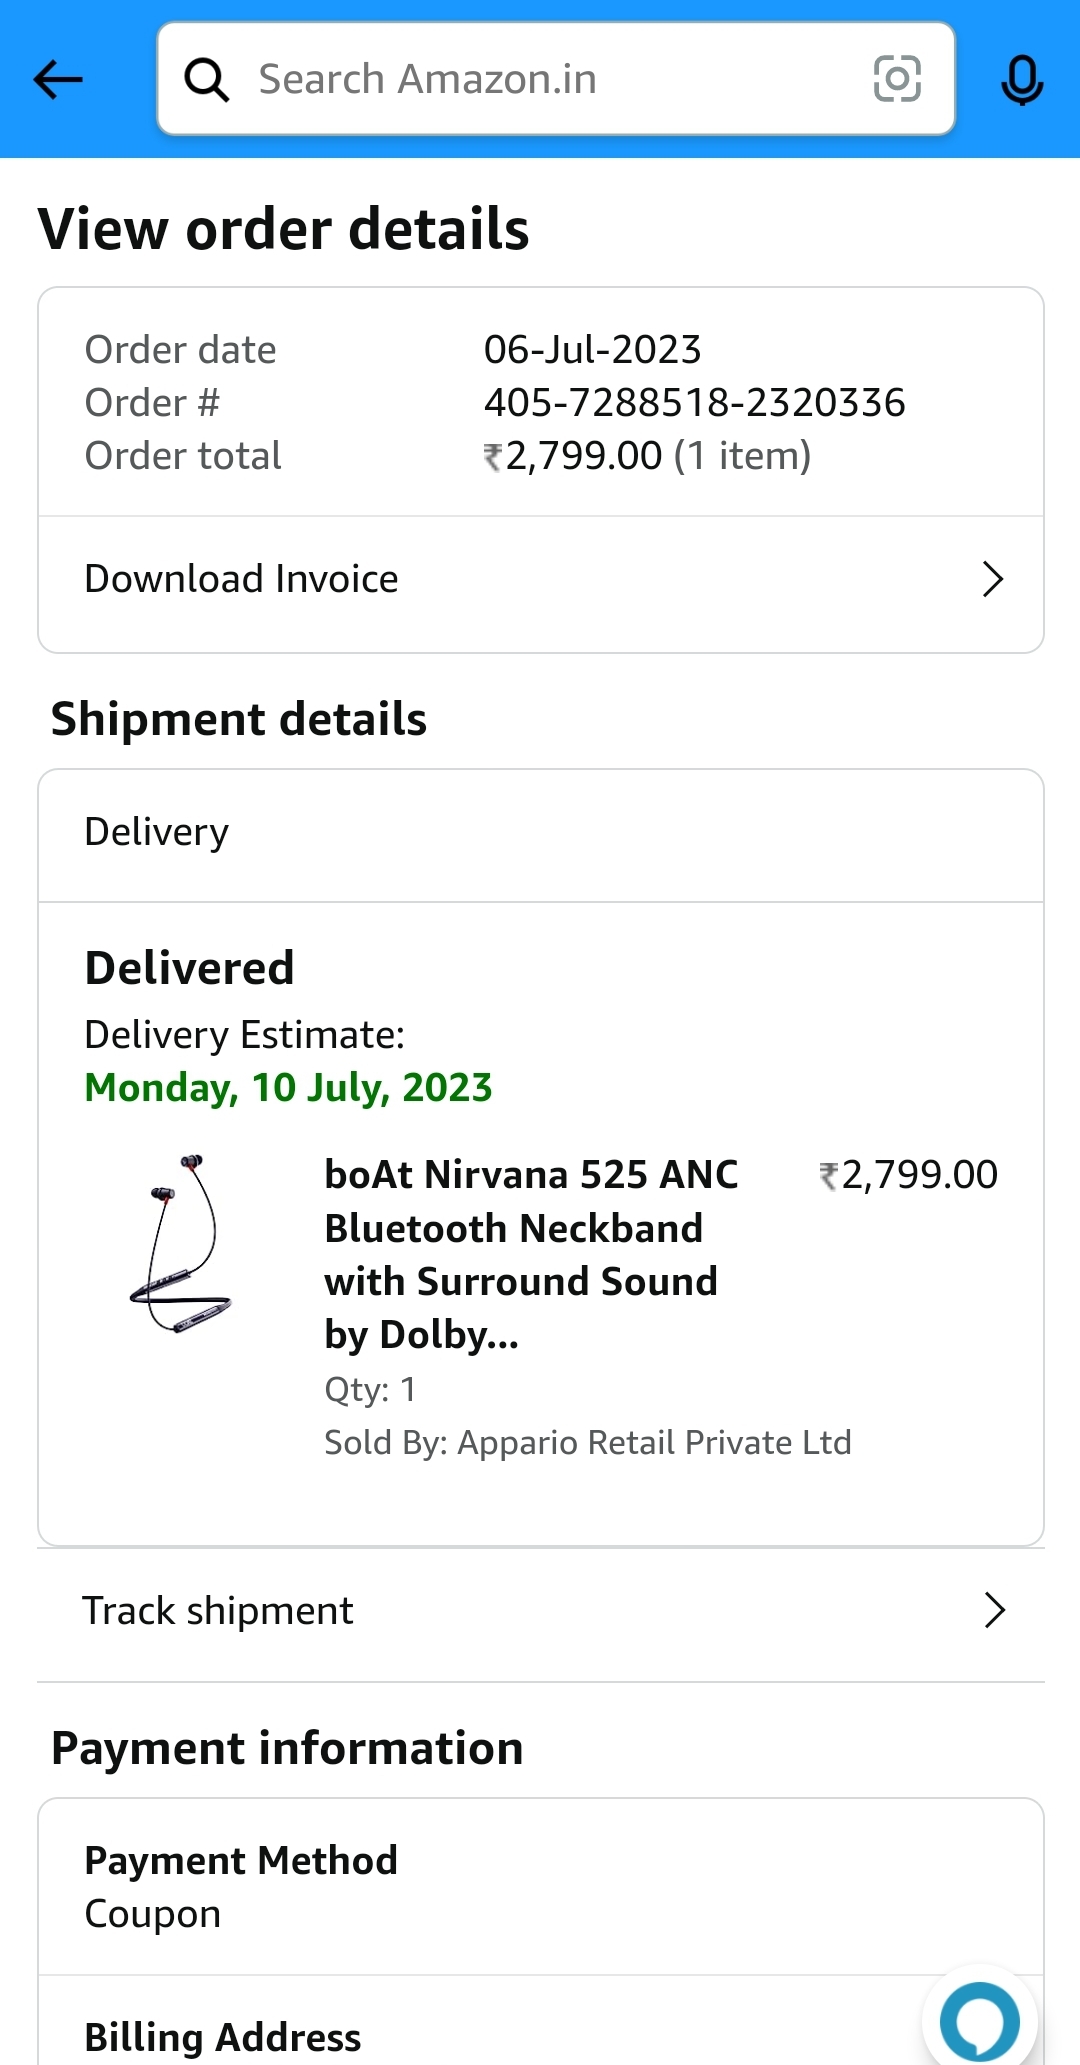 Search Amazon.in
View order details
Order date 06-Jul-2023
Order # 405-7288518-2320336
Order total ₹2,799.00 (1 item)
Download Invoice
Shipment details
Delivery
Delivered
Delivery Estimate:
Monday, 10 July, 2023
boAt Nirvana 525 ANC ₹2,799.00
Bluetooth Neckband
with Surround Sound
by Dolby...
Qty: 1
Sold By: Appario Retail Private Ltd
Track shipment
Payment information
Payment Method
Coupon
Billing Address